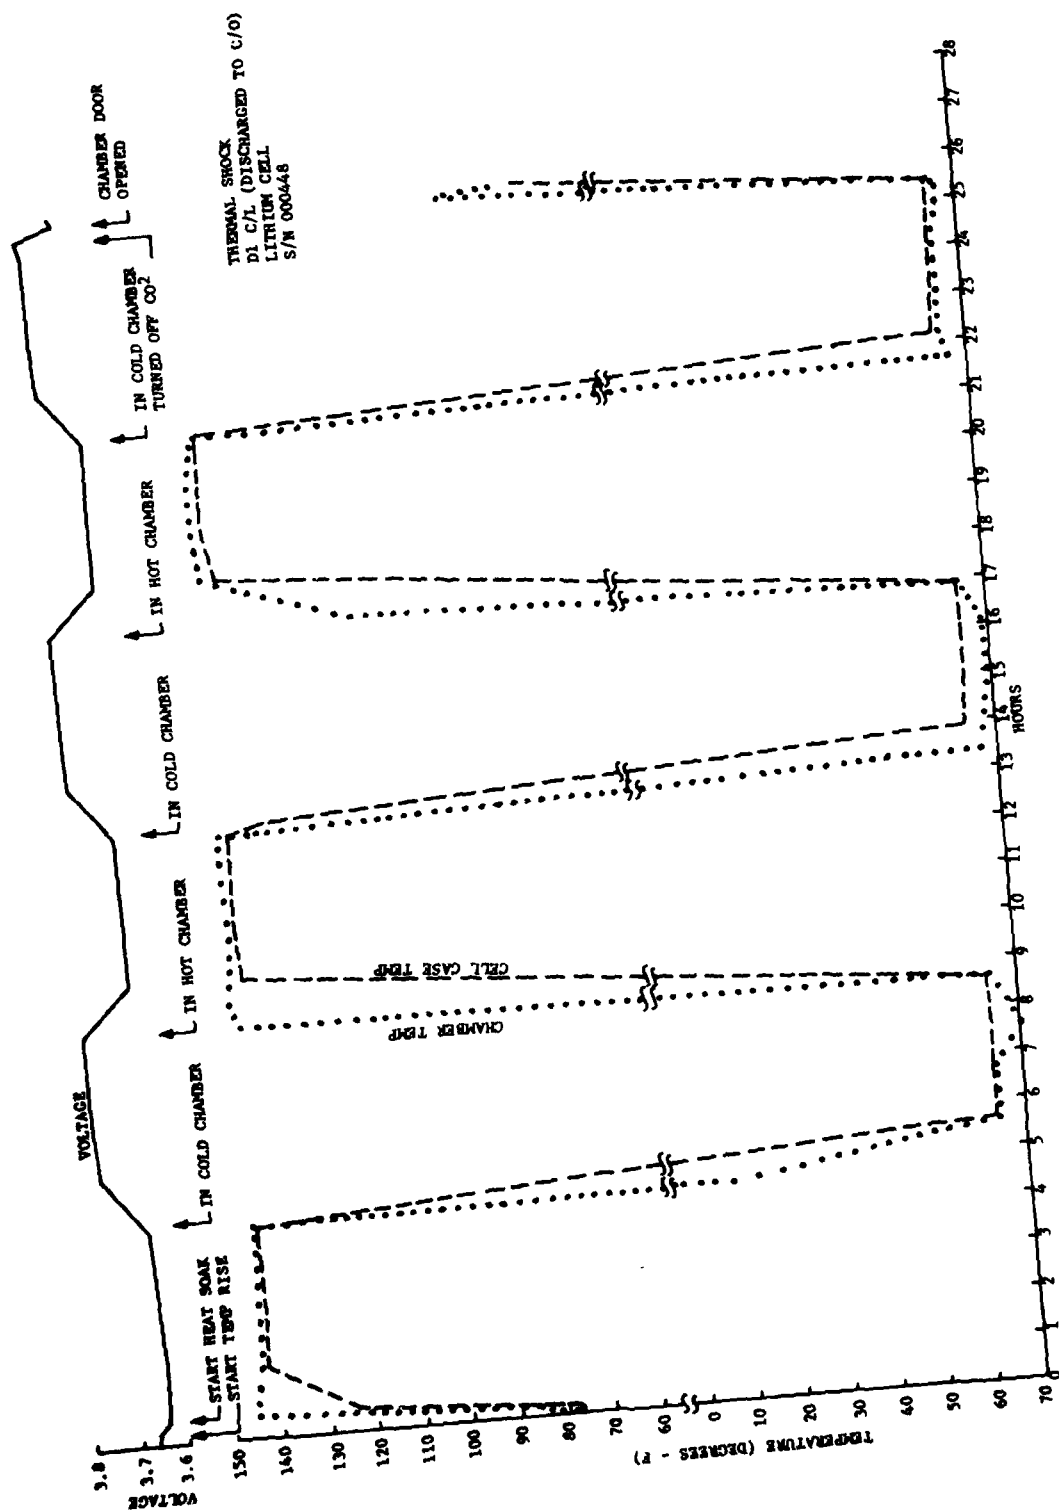 THERMAL SHOCK
D1 C/L (DISCHARGED TO C/O)
LITHIUM CELL
S/N 000448
VOLTAGE
START HEAT SOAK
START TEMP RISE
IN COLD CHAMBER
IN HOT CHAMBER
IN COLD CHAMBER
IN HOT CHAMBER
IN COLD CHAMBER
TURNED OFF CO2
CHAMBER DOOR
OPENED
3.8
3.7
3.6
VOLTAGE
150
140
130
120
110
100
90
80
70
0
10
20
30
40
50
60
70
TEMPERATURE (DEGREES - F)
CHAMBER TEMP
CELL CASE TEMP
0 1 2 3 4 5 6 7 8 9 10 11 12 13 14 15 16 17 18 19 20 21 22 23 24 25 26 27 28
HOURS